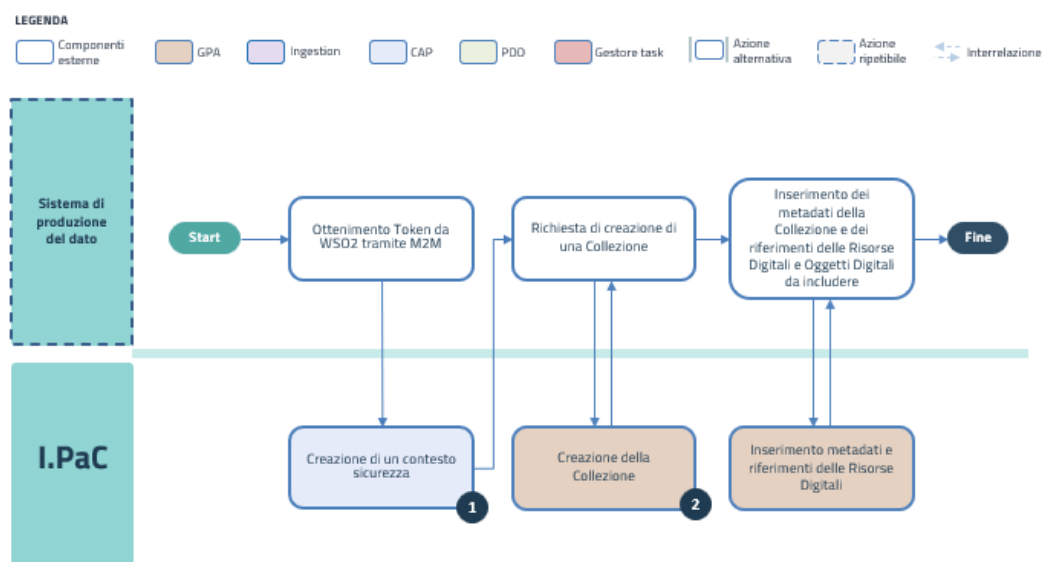 LEGENDA
Componenti
esterne
GPA
Ingestion
CAP
PDD
Gestore task
Azione
alternativa
Azione
ripetibile
Interrelazione
Sistema di
produzione
del dato
Start
Ottenimento Token da
WSO2 tramite M2M
Richiesta di creazione di
una Collezione
Inserimento dei
metadati della
Collezione e dei
riferimenti delle Risorse
Digitali e Oggetti Digitali
da includere
Fine
I.PaC
Creazione di un contesto
sicurezza
1
Creazione della
Collezione
2
Inserimento metadati e
riferimenti delle Risorse
Digitali